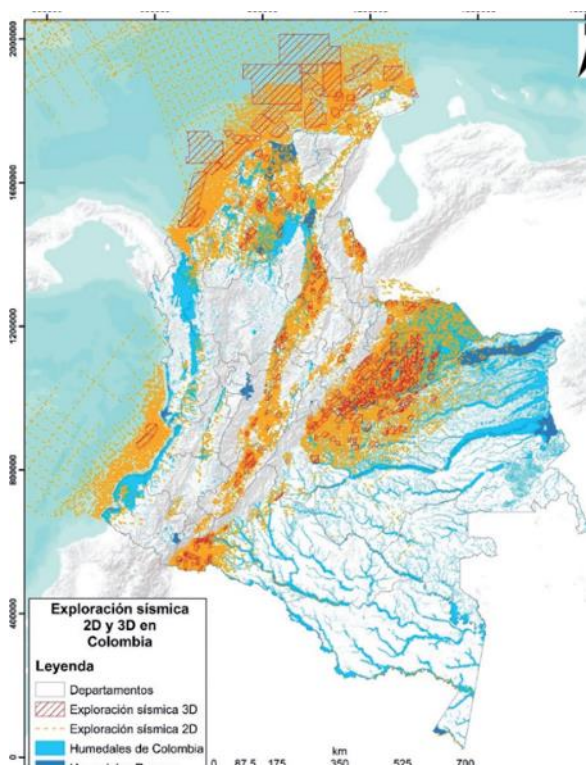 2000000
1600000
1200000
800000
400000
0
Exploración sísmica
2D y 3D en
Colombia
Leyenda
Departamentos
Exploración sísmica 3D
Exploración sísmica 2D
Humedales de Colombia
km
0 87,5 175 350 525 700